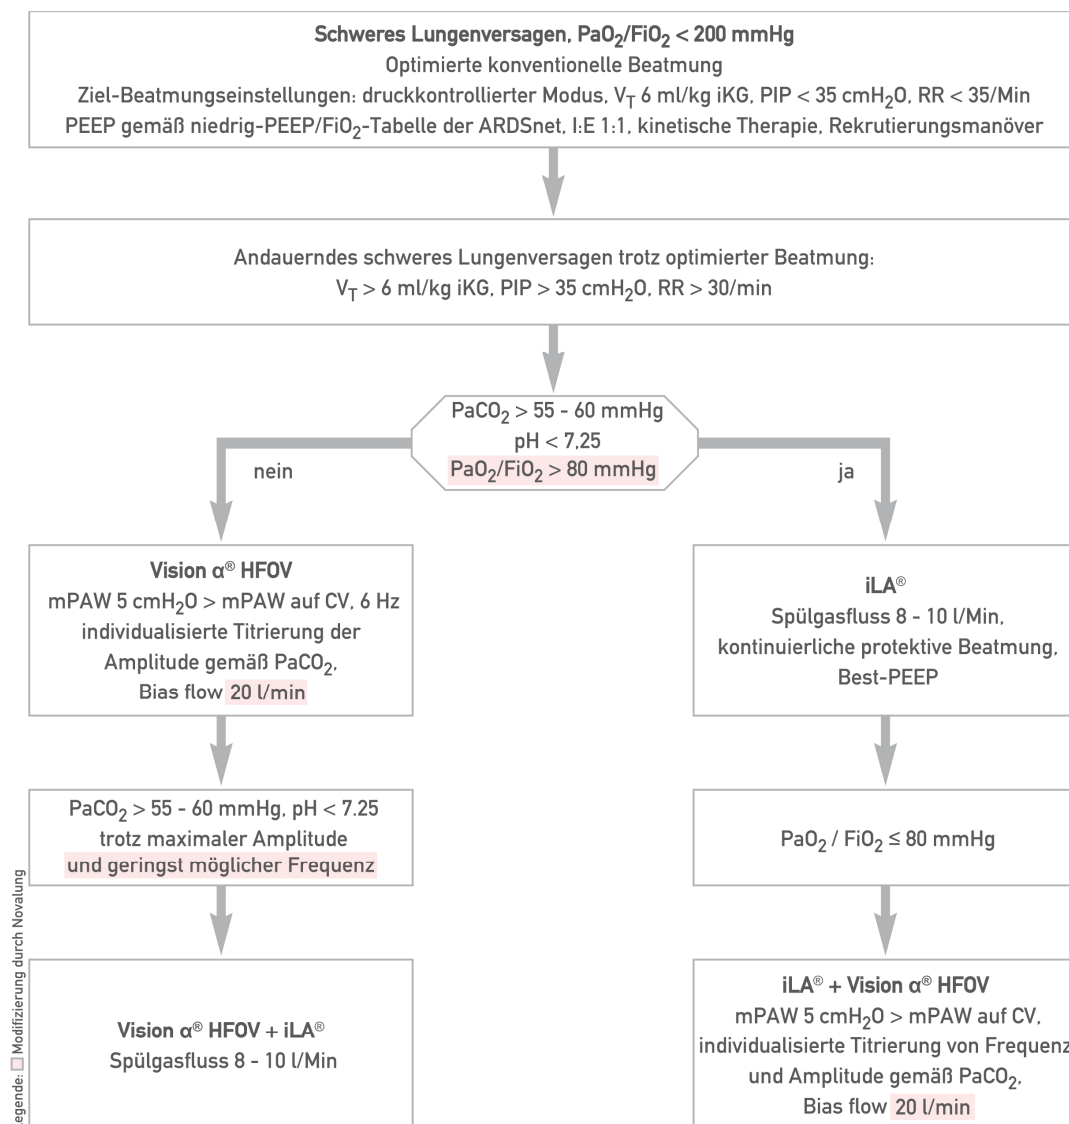 Schweres Lungenversagen, PaO₂/FiO₂ < 200 mmHg
Optimierte konventionelle Beatmung
Ziel-Beatmungseinstellungen: druckkontrollierter Modus, V_T 6 ml/kg iKG, PIP < 35 cmH₂O, RR < 35/Min
PEEP gemäß niedrig-PEEP/FiO₂-Tabelle der ARDSnet, I:E 1:1, kinetische Therapie, Rekrutierungsmanöver
Andauerndes schweres Lungenversagen trotz optimierter Beatmung:
V_T > 6 ml/kg iKG, PIP > 35 cmH₂O, RR > 30/min
PaCO₂ > 55 - 60 mmHg
pH < 7,25
PaO₂/FiO₂ > 80 mmHg
nein
ja
Vision α® HFOV
mPAW 5 cmH₂O > mPAW auf CV, 6 Hz
individualisierte Titrierung der
Amplitude gemäß PaCO₂,
Bias flow 20 l/min
iLA®
Spülgasfluss 8 - 10 l/Min,
kontinuierliche protektive Beatmung,
Best-PEEP
PaCO₂ > 55 - 60 mmHg, pH < 7.25
trotz maximaler Amplitude
und geringst möglicher Frequenz
PaO₂ / FiO₂ ≤ 80 mmHg
Vision α® HFOV + iLA®
Spülgasfluss 8 - 10 l/Min
iLA® + Vision α® HFOV
mPAW 5 cmH₂O > mPAW auf CV,
individualisierte Titrierung von Frequenz
und Amplitude gemäß PaCO₂,
Bias flow 20 l/min
egende: Modifizierung durch Novalung